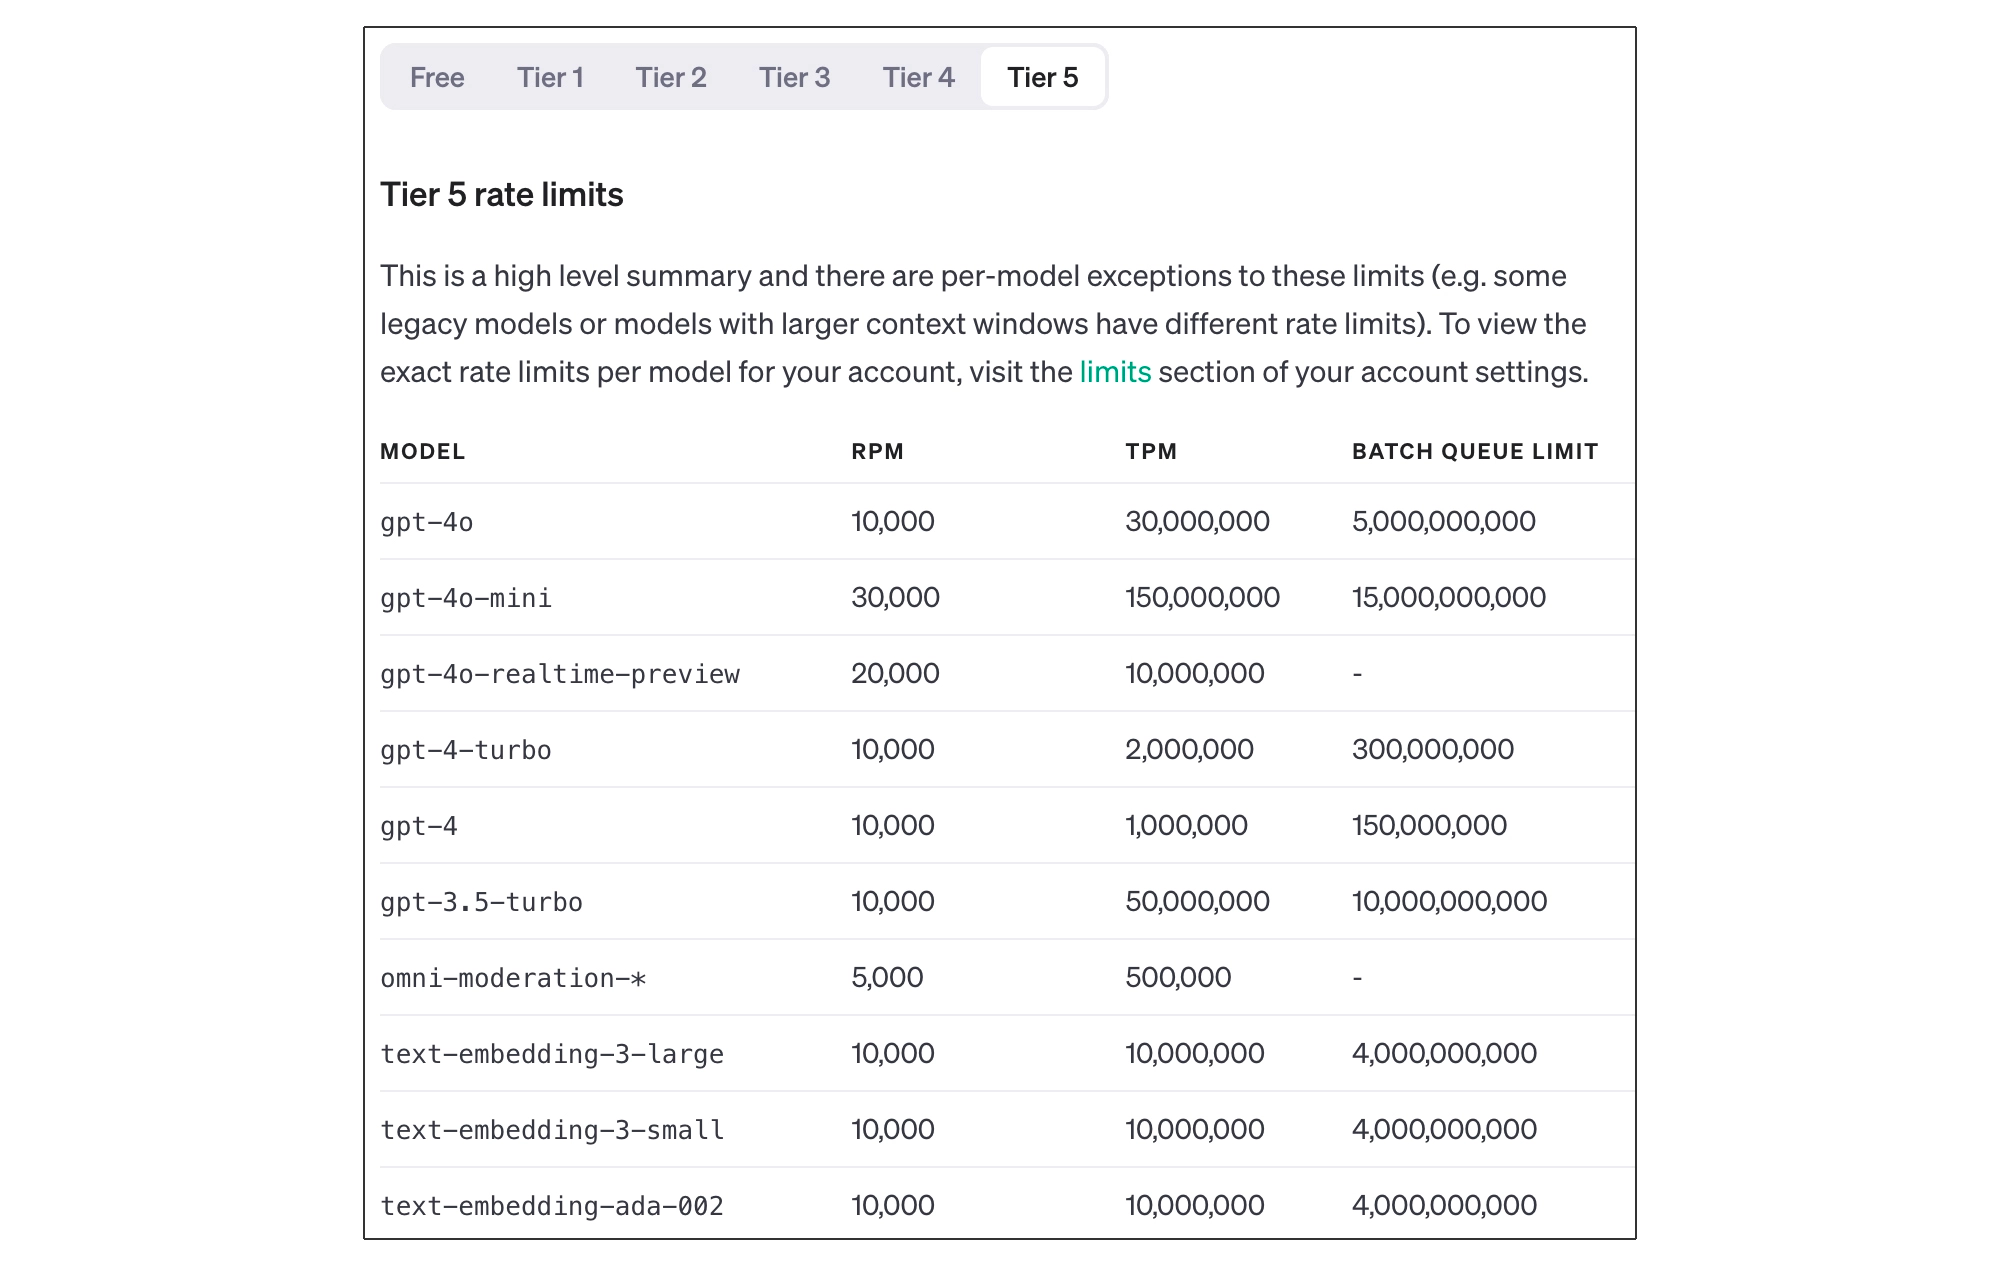 Free Tier 1 Tier 2 Tier 3 Tier 4 Tier 5
Tier 5 rate limits
This is a high level summary and there are per-model exceptions to these limits (e.g. some
legacy models or models with larger context windows have different rate limits). To view the
exact rate limits per model for your account, visit the limits section of your account settings.
MODEL RPM TPM BATCH QUEUE LIMIT
gpt-4o 10,000 30,000,000 5,000,000,000
gpt-4o-mini 30,000 150,000,000 15,000,000,000
gpt-4o-realtime-preview 20,000 10,000,000 -
gpt-4-turbo 10,000 2,000,000 300,000,000
gpt-4 10,000 1,000,000 150,000,000
gpt-3.5-turbo 10,000 50,000,000 10,000,000,000
omni-moderation-* 5,000 500,000 -
text-embedding-3-large 10,000 10,000,000 4,000,000,000
text-embedding-3-small 10,000 10,000,000 4,000,000,000
text-embedding-ada-002 10,000 10,000,000 4,000,000,000